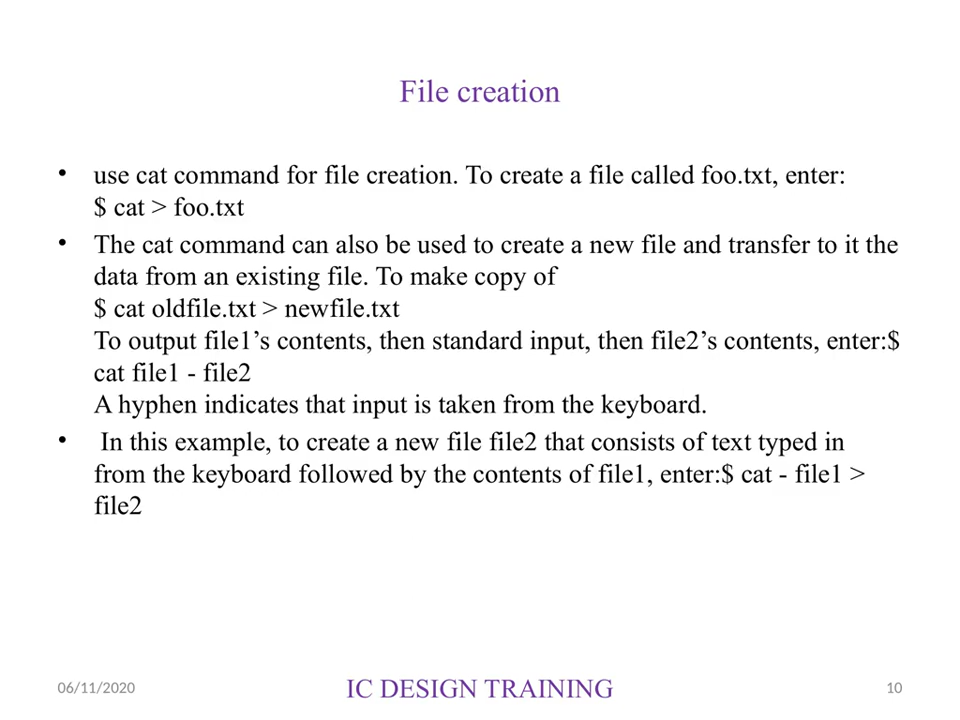 File creation
• use cat command for file creation. To create a file called foo.txt, enter:
$ cat > foo.txt
• The cat command can also be used to create a new file and transfer to it the
data from an existing file. To make copy of
$ cat oldfile.txt > newfile.txt
To output file1’s contents, then standard input, then file2’s contents, enter:$
cat file1 - file2
A hyphen indicates that input is taken from the keyboard.
• In this example, to create a new file file2 that consists of text typed in
from the keyboard followed by the contents of file1, enter:$ cat - file1 >
file2
06/11/2020
IC DESIGN TRAINING
10